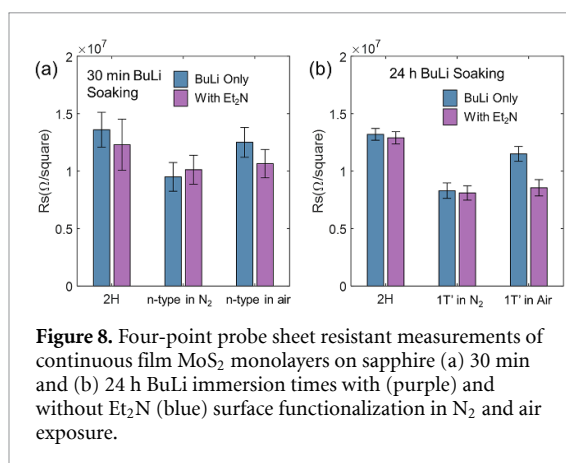 ×10⁷
×10⁷
2
2
(a)
30 min BuLi
Soaking
BuLi Only
With Et₂N
(b)
24 h BuLi Soaking
BuLi Only
With Et₂N
1.5
1.5
1
1
0.5
0.5
0
0
Rs(Ω/square)
Rs(Ω/square)
2H
n-type in N₂
n-type in air
2H
1T' in N₂
1T' in Air
Figure 8. Four-point probe sheet resistant measurements of
continuous film MoS₂ monolayers on sapphire (a) 30 min
and (b) 24 h BuLi immersion times with (purple) and
without Et₂N (blue) surface functionalization in N₂ and air
exposure.